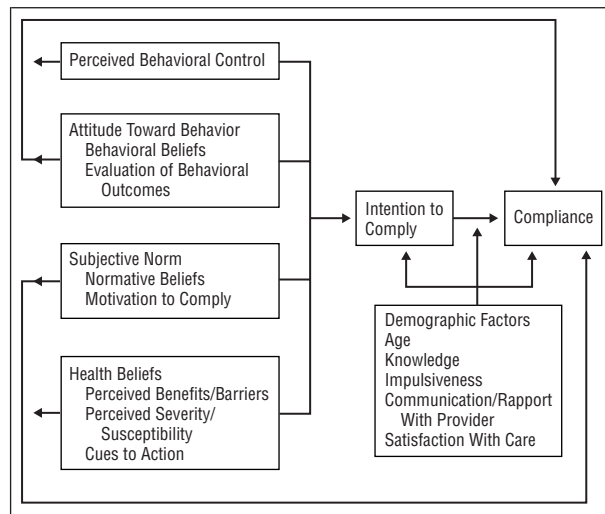 Perceived Behavioral Control
Attitude Toward Behavior
Behavioral Beliefs
Evaluation of Behavioral
Outcomes
Subjective Norm
Normative Beliefs
Motivation to Comply
Health Beliefs
Perceived Benefits/Barriers
Perceived Severity/
Susceptibility
Cues to Action
Intention to
Comply
Compliance
Demographic Factors
Age
Knowledge
Impulsiveness
Communication/Rapport
With Provider
Satisfaction With Care